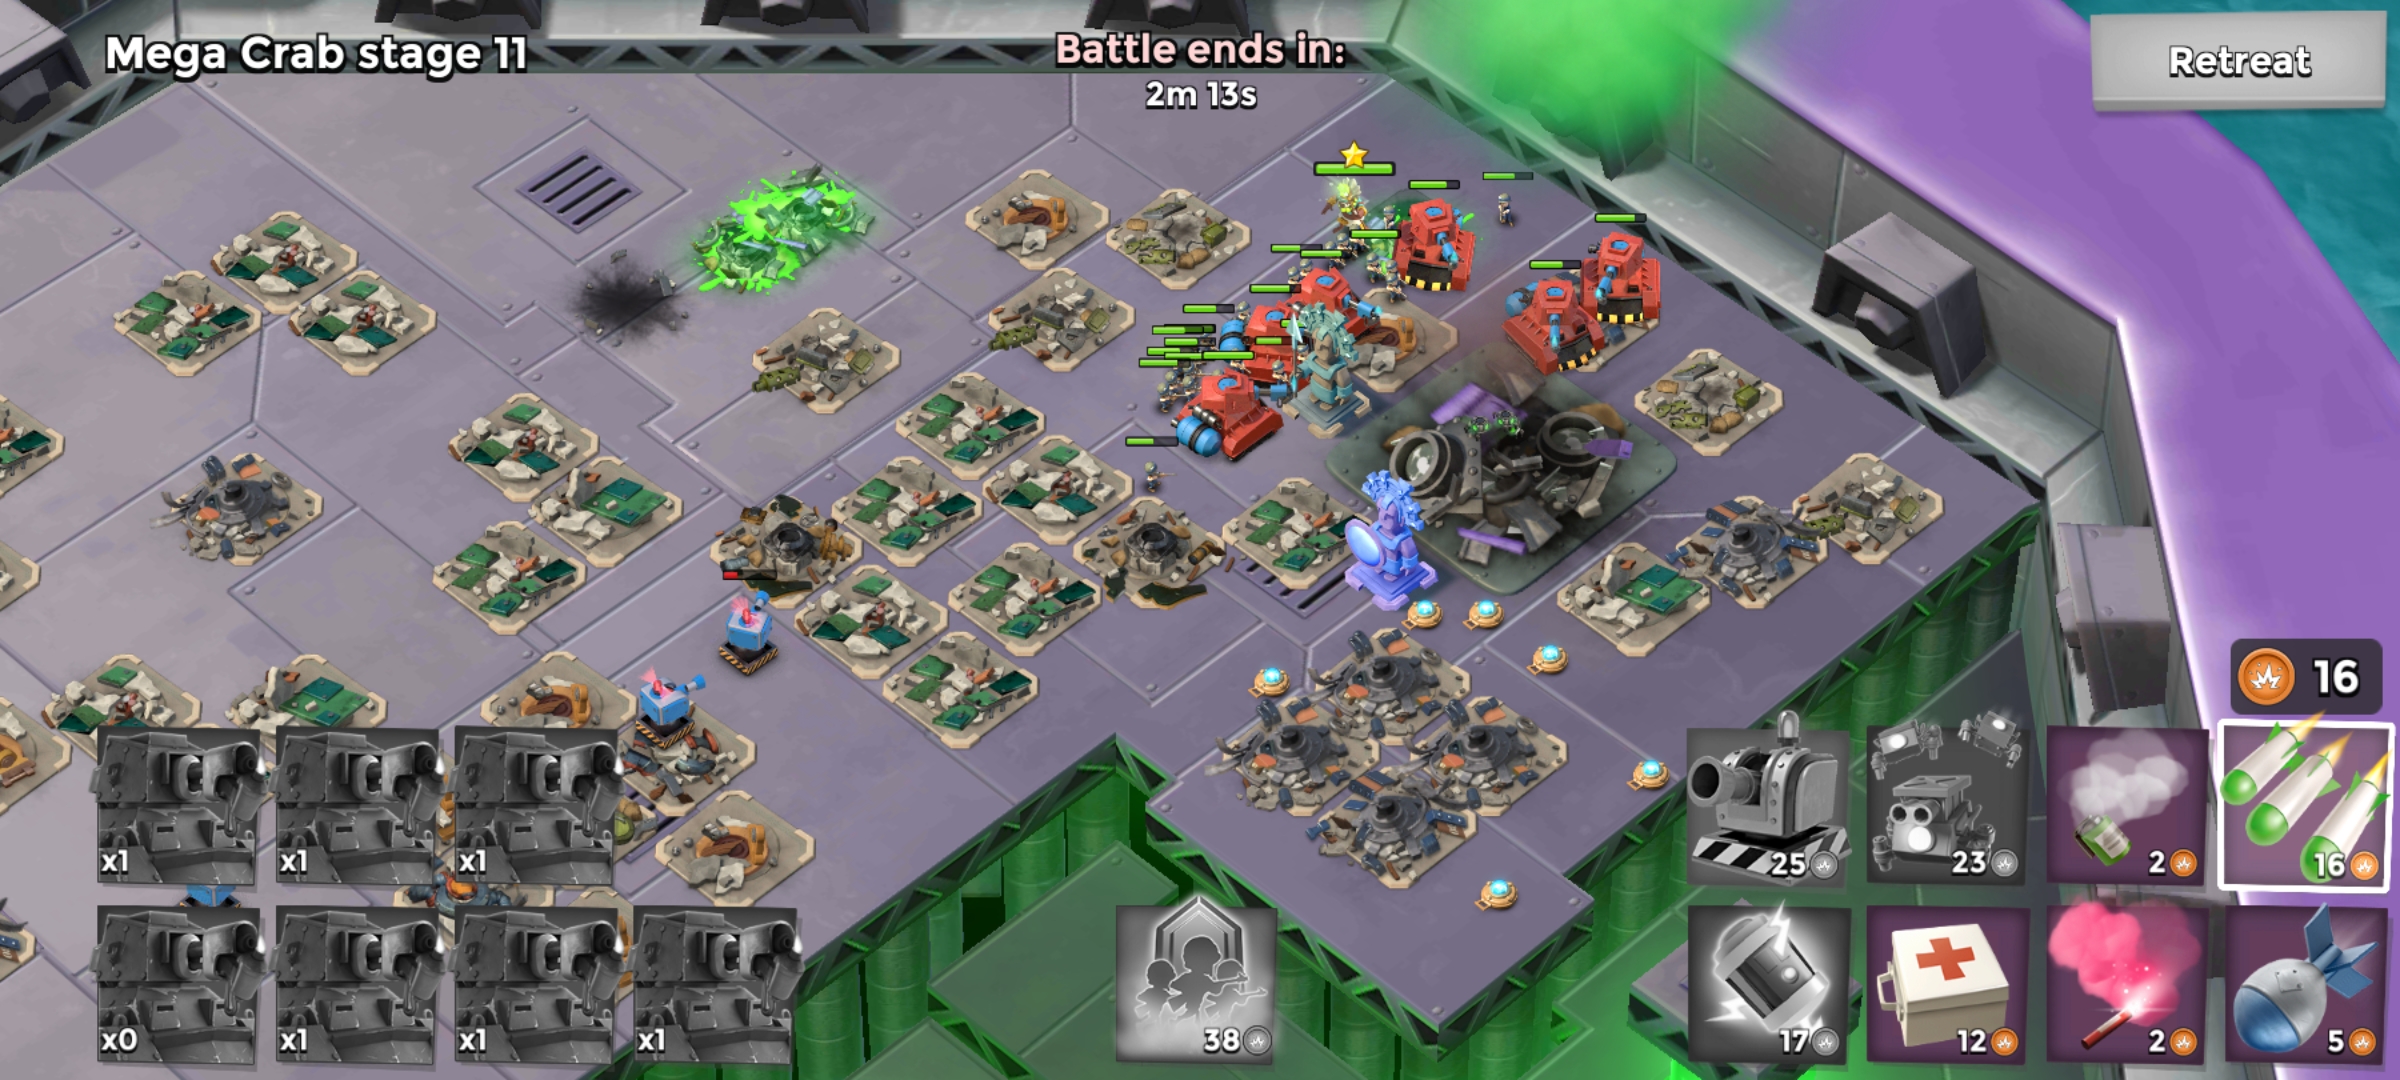 Mega Crab stage 11
Battle ends in:
2m 13s
Retreat
16
x1
x1
x1
25
23
2
16
x0
x1
x1
x1
38
17
12
2
5